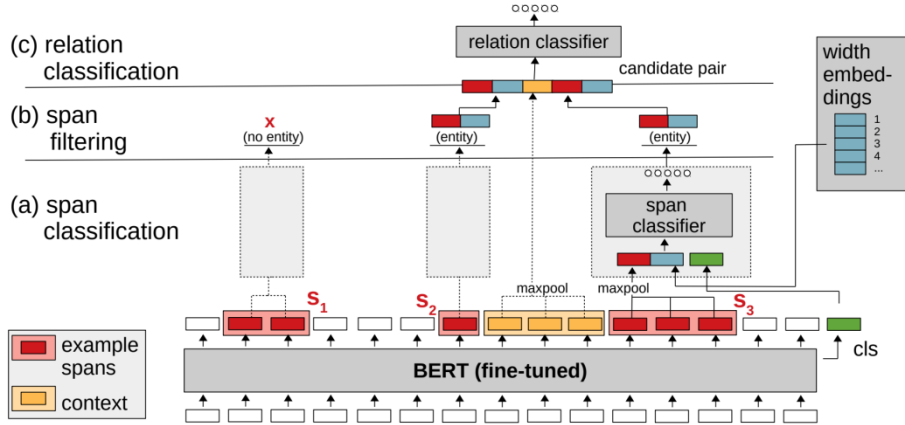 (c) relation
classification
relation classifier
candidate pair
width
embed-
dings
1
2
3
4
...
(b) span
filtering
x
(no entity)
(entity)
(entity)
(a) span
classification
span
classifier
maxpool
maxpool
S1
S2
S3
cls
BERT (fine-tuned)
example
spans
context